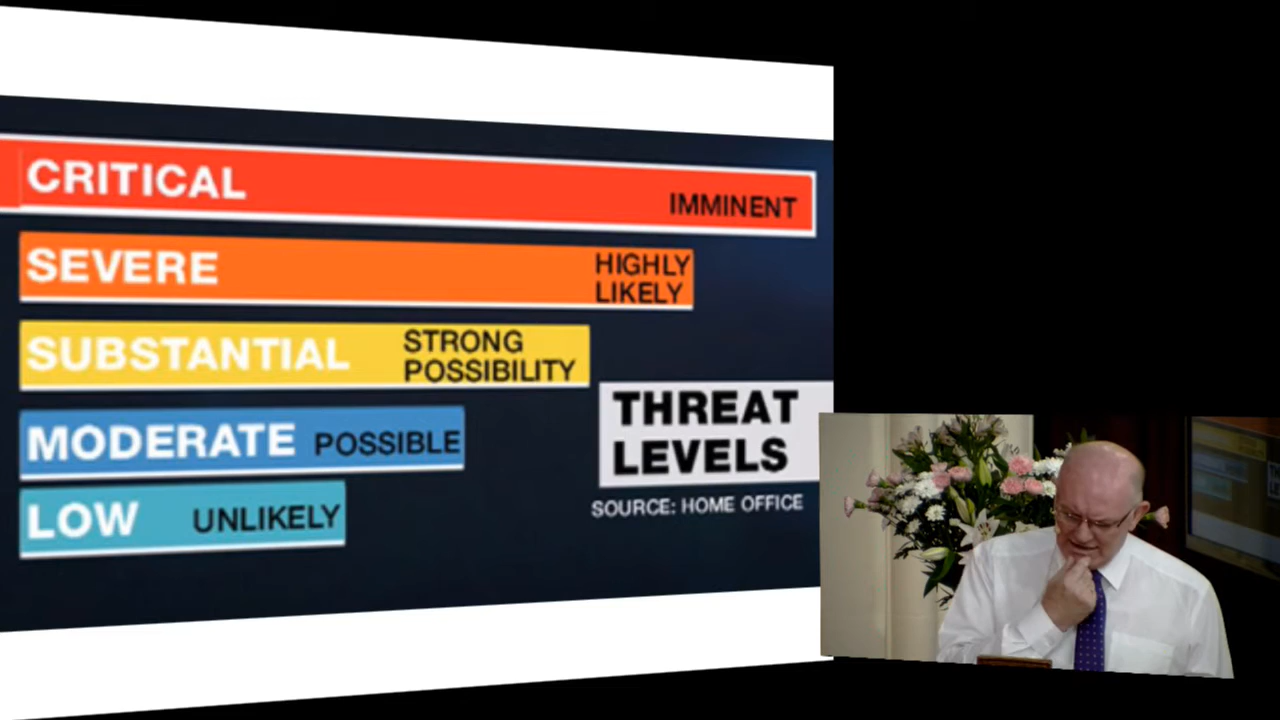 CRITICAL IMMINENT
SEVERE HIGHLY LIKELY
SUBSTANTIAL STRONG POSSIBILITY
MODERATE POSSIBLE
LOW UNLIKELY
THREAT
LEVELS
SOURCE: HOME OFFICE